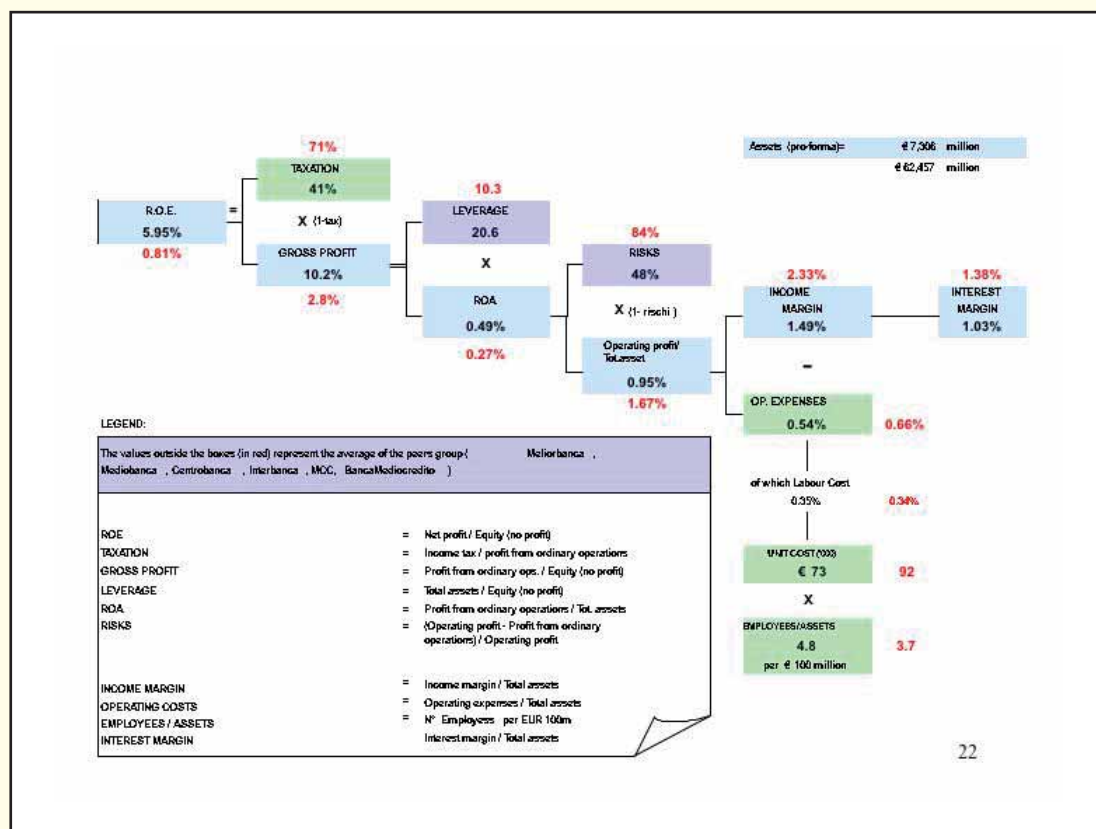 71%
TAXATION
41%
Assets (pro-forma)= € 7,306 million
€ 62,457 million
10.3
R.O.E.
5.95%
0.81%
=
X (1-tax)
LEVERAGE
20.6
84%
GROSS PROFIT
10.2%
2.8%
X
RISKS
48%
2.33%
INCOME
MARGIN
1.49%
1.38%
INTEREST
MARGIN
1.03%
ROA
0.49%
0.27%
X (1- rischi )
Operating profit/
Tot.asset
0.95%
1.67%
-
OP. EXPENSES
0.54%
0.66%
of which Labour Cost
0.35%
0.34%
UNIT COST ('000)
€ 73
92
X
EMPLOYEES/ASSETS
4.8
3.7
per € 100 million
LEGEND:
The values outside the boxes (in red) represent the average of the peers group( Meliorbanca ,
Mediobanca , Centrobanca , Interbanca , MCC, BancaMediocredito )
ROE = Net profit / Equity (no profit)
TAXATION = Income tax / profit from ordinary operations
GROSS PROFIT = Profit from ordinary ops. / Equity (no profit)
LEVERAGE = Total assets / Equity (no profit)
ROA = Profit from ordinary operations / Tot. assets
RISKS = (Operating profit - Profit from ordinary
operations) / Operating profit
INCOME MARGIN = Income margin / Total assets
OPERATING COSTS = Operating expenses / Total assets
EMPLOYEES / ASSETS = N° Employess per EUR 100m
INTEREST MARGIN Interest margin / Total assets
22